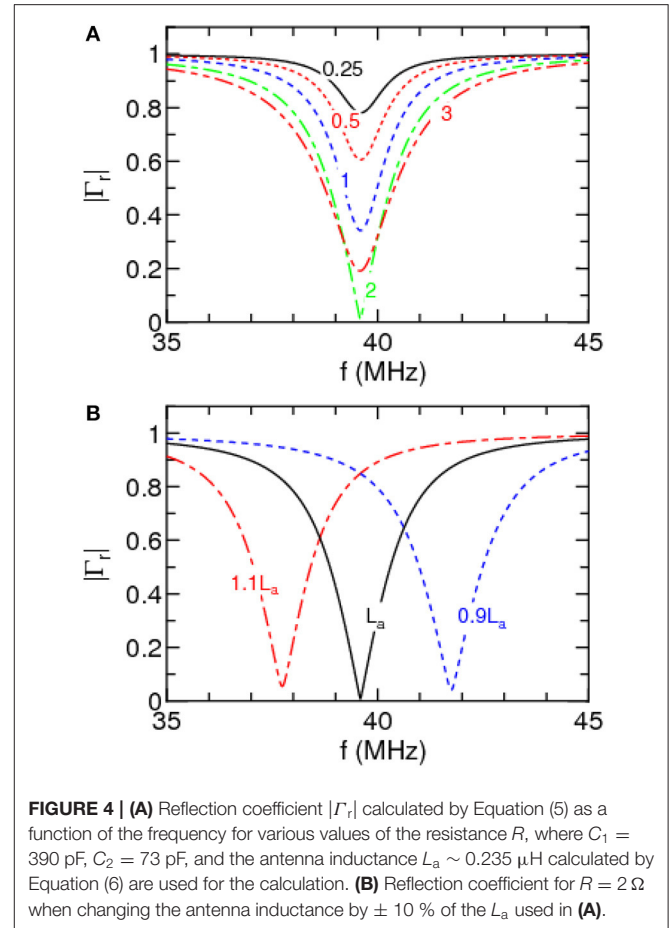 A
1
0.8
0.6
0.4
0.2
0
|Γr|
0.25
0.5
1
2
3
35
40
45
f (MHz)
B
1
0.8
0.6
0.4
0.2
0
|Γr|
1.1La
La
0.9La
35
40
45
f (MHz)
FIGURE 4 | (A) Reflection coefficient |Γr| calculated by Equation (5) as a
function of the frequency for various values of the resistance R, where C1 =
390 pF, C2 = 73 pF, and the antenna inductance La ~ 0.235 μH calculated by
Equation (6) are used for the calculation. (B) Reflection coefficient for R = 2 Ω
when changing the antenna inductance by ± 10 % of the La used in (A).